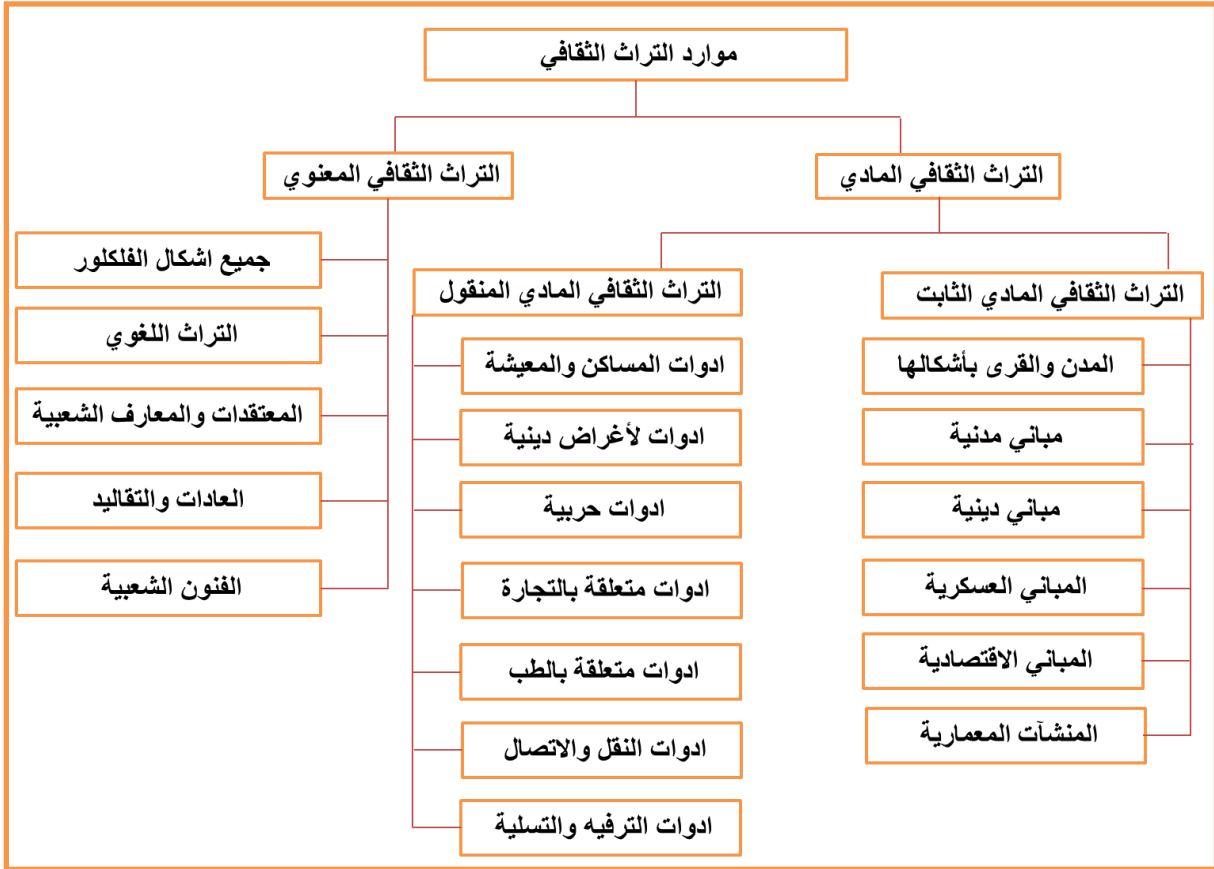 موارد التراث الثقافي
التراث الثقافي المادي
التراث الثقافي المعنوي
التراث الثقافي المادي الثابت
المدن والقرى بأشكالها
مباني مدنية
مباني دينية
المباني العسكرية
المباني الاقتصادية
المنشآت المعمارية
التراث الثقافي المادي المنقول
ادوات المساكن والمعيشة
ادوات لأغراض دينية
ادوات حربية
ادوات متعلقة بالتجارة
ادوات متعلقة بالطب
ادوات النقل والاتصال
ادوات الترفيه والتسلية
جميع اشكال الفلكلور
التراث اللغوي
المعتقدات والمعارف الشعبية
العادات والتقاليد
الفنون الشعبية